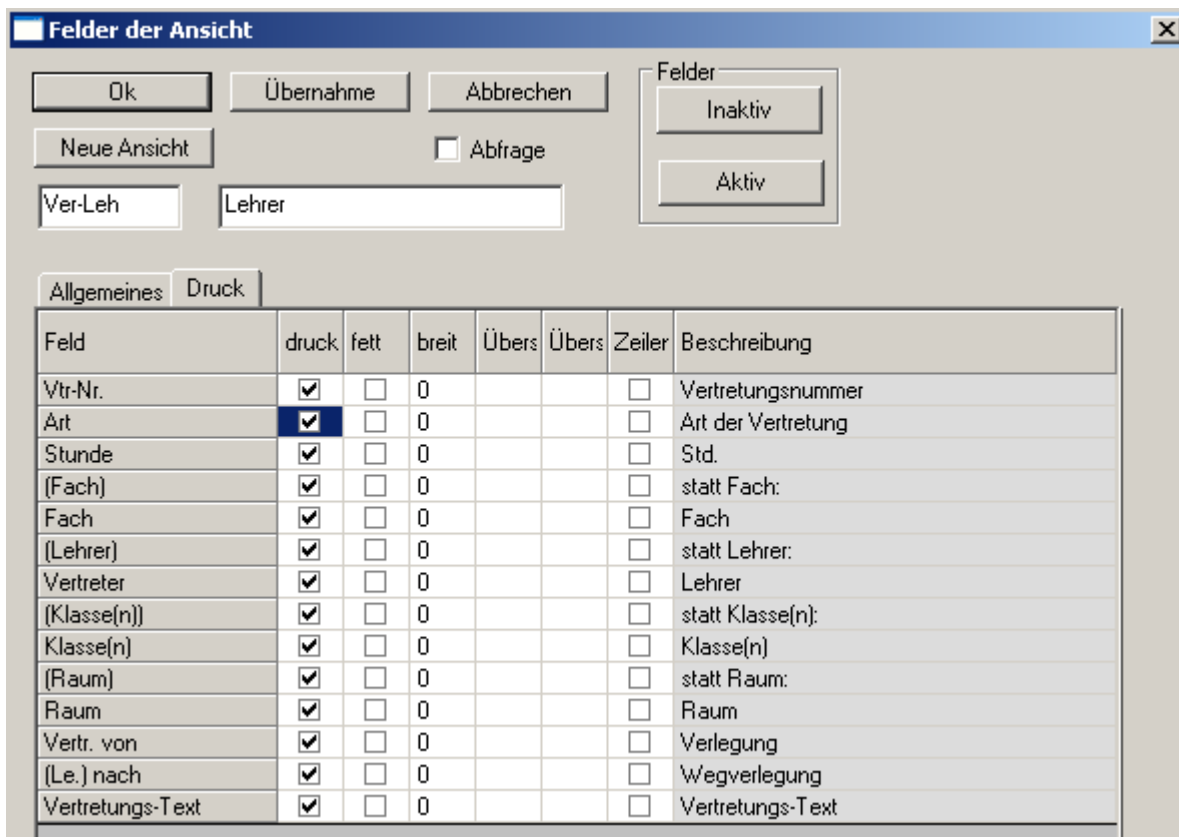 Felder der Ansicht
Ok Übernahme Abbrechen Felder
Inaktiv
Neue Ansicht Abfrage
Aktiv
Ver-Leh Lehrer
Allgemeines Druck
Feld druck fett breit Übers Übers Zeiler Beschreibung
Vtr-Nr. 0 Vertretungsnummer
Art 0 Art der Vertretung
Stunde 0 Std.
(Fach) 0 statt Fach:
Fach 0 Fach
(Lehrer) 0 statt Lehrer:
Vertreter 0 Lehrer
(Klasse(n)) 0 statt Klasse(n):
Klasse(n) 0 Klasse(n)
(Raum) 0 statt Raum:
Raum 0 Raum
Vertr. von 0 Verlegung
(Le.) nach 0 Wegverlegung
Vertretungs-Text 0 Vertretungs-Text